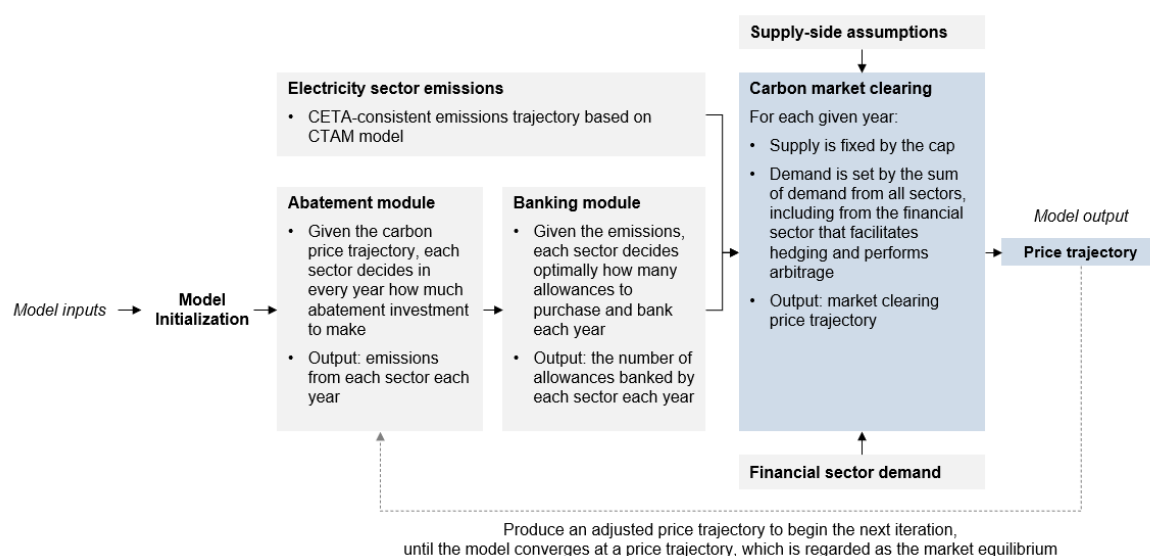 Supply-side assumptions
Electricity sector emissions
• CETA-consistent emissions trajectory based on
CTAM model
Model inputs
Model
Initialization
Abatement module
• Given the carbon
price trajectory, each
sector decides in
every year how much
abatement investment
to make
• Output: emissions
from each sector each
year
Banking module
• Given the emissions,
each sector decides
optimally how many
allowances to
purchase and bank
each year
• Output: the number of
allowances banked by
each sector each year
Carbon market clearing
For each given year:
• Supply is fixed by the cap
• Demand is set by the sum
of demand from all sectors,
including from the financial
sector that facilitates
hedging and performs
arbitrage
• Output: market clearing
price trajectory
Model output
Price trajectory
Financial sector demand
Produce an adjusted price trajectory to begin the next iteration,
until the model converges at a price trajectory, which is regarded as the market equilibrium